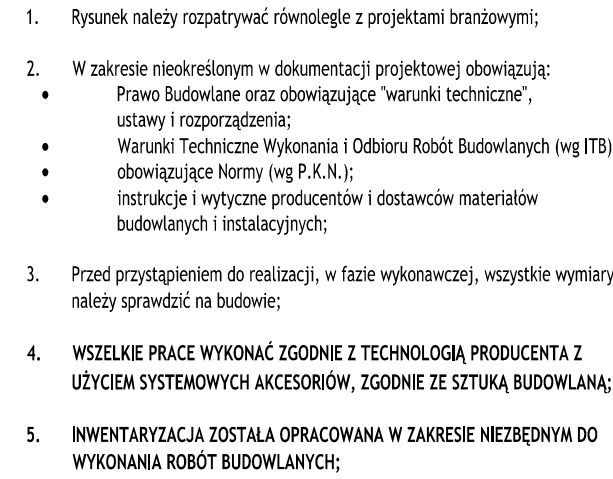 1. Rysunek należy rozpatrywać równolegle z projektami branżowymi;
2. W zakresie nieokreślonym w dokumentacji projektowej obowiązują:
• Prawo Budowlane oraz obowiązujące "warunki techniczne",
ustawy i rozporządzenia;
• Warunki Techniczne Wykonania i Odbioru Robót Budowlanych (wg ITB)
• obowiązujące Normy (wg P.K.N.);
• instrukcje i wytyczne producentów i dostawców materiałów
budowlanych i instalacyjnych;
3. Przed przystąpieniem do realizacji, w fazie wykonawczej, wszystkie wymiary
należy sprawdzić na budowie;
4. WSZELKIE PRACE WYKONAĆ ZGODNIE Z TECHNOLOGIĄ PRODUCENTA Z
UŻYCIEM SYSTEMOWYCH AKCESORIÓW, ZGODNIE ZE SZTUKĄ BUDOWLANĄ;
5. INWENTARYZACJA ZOSTAŁA OPRACOWANA W ZAKRESIE NIEZBĘDNYM DO
WYKONANIA ROBÓT BUDOWLANYCH;